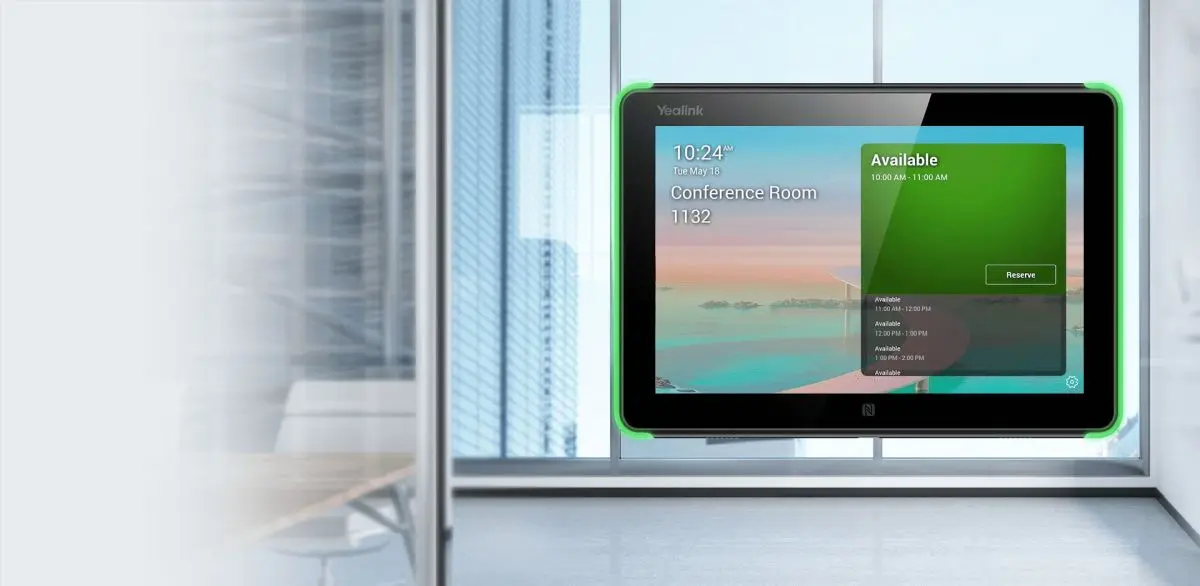 Yealink
10:24 AM
Tue May 18
Conference Room
1132
Available
10:00 AM - 11:00 AM
Reserve
Available
11:00 AM - 12:00 PM
Available
12:00 PM - 1:00 PM
Available
1:00 PM - 2:00 PM
Available